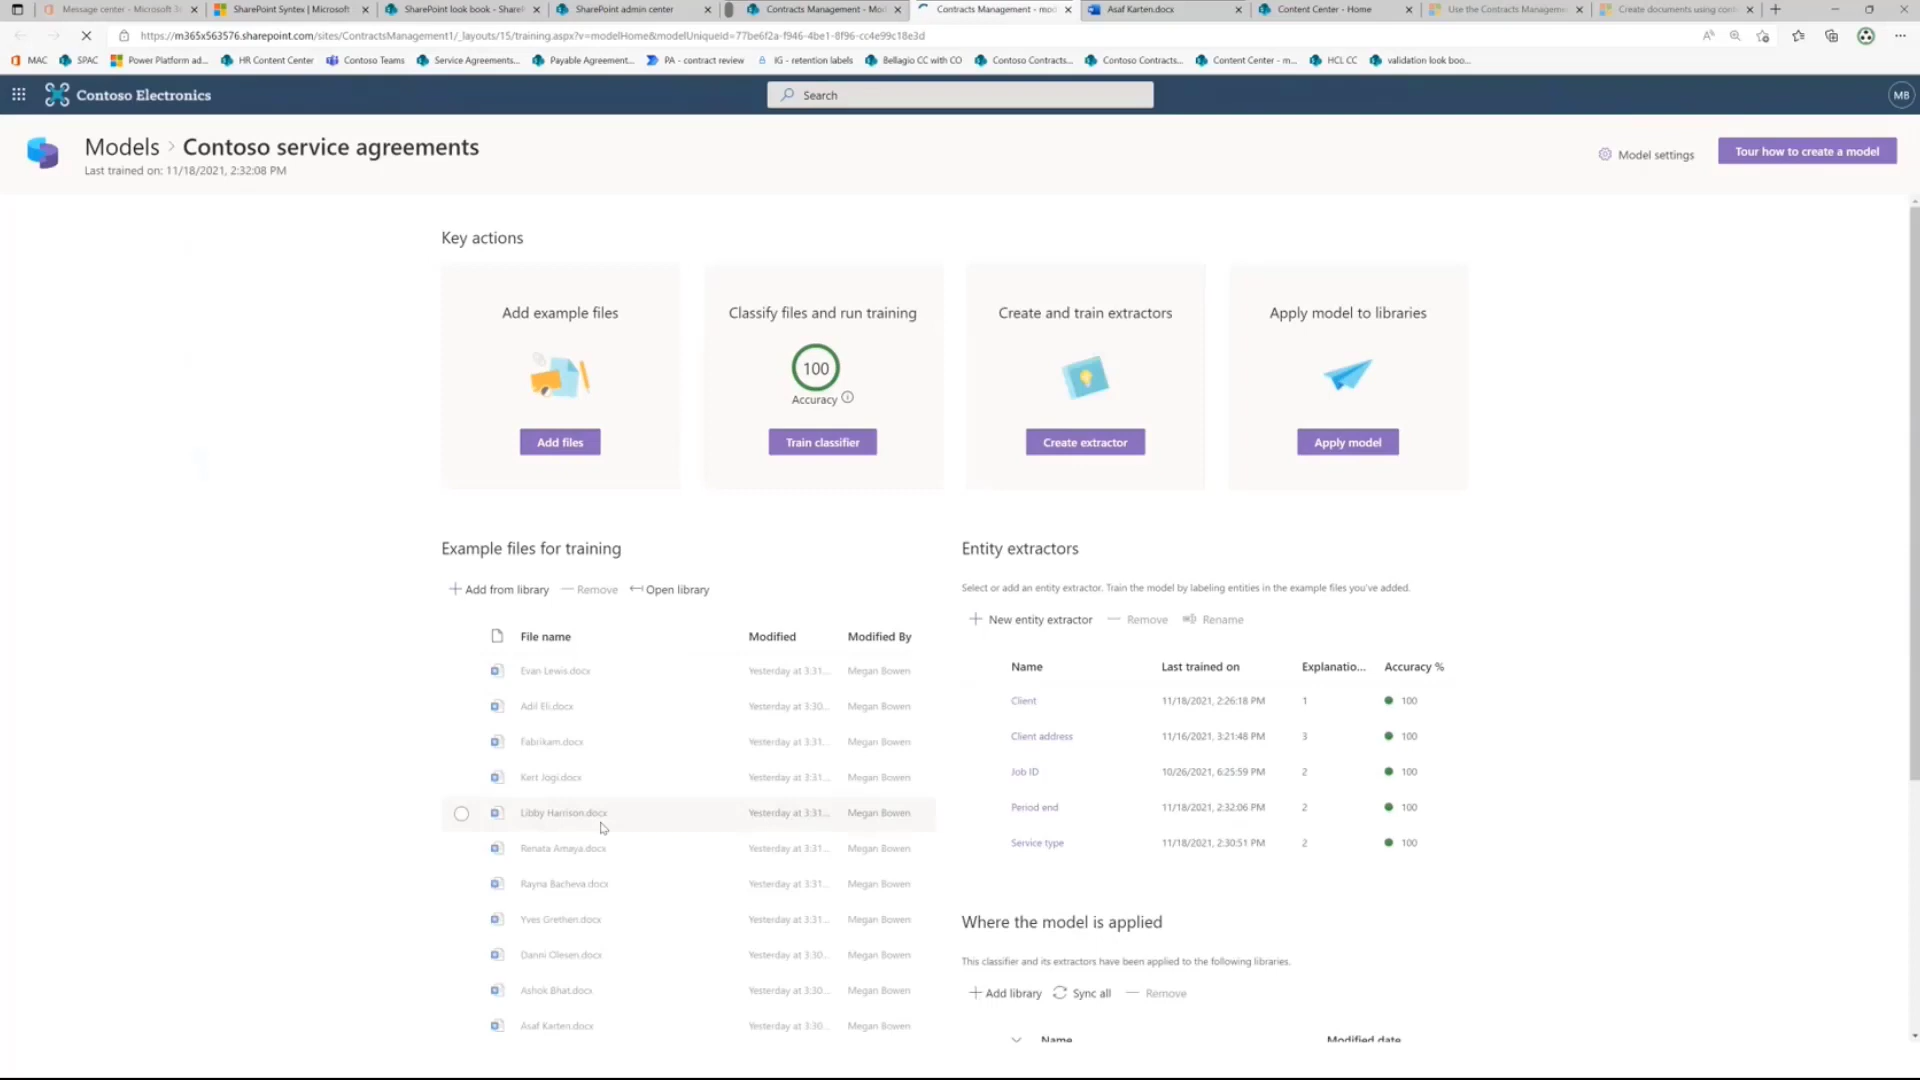 Message center - Microsoft 3
SharePoint Syntex | Microsoft
SharePoint look book - Share
SharePoint admin center
Contracts Management - Mod
Contracts Management - mod
Asaf Karten.docx
Content Center - Home
Use the Contracts Manageme
Create documents using cont
https://m365x563576.sharepoint.com/sites/ContractsManagement1/_layouts/15/training.aspx?v=modelHome&modelUniqueId=77be6f2a-f946-4be1-8f96-cc4e99c18e3d
MAC
SPAC
Power Platform ad...
HR Content Center
Contoso Teams
Service Agreements...
Payable Agreement...
PA - contract review
IG - retention labels
Bellagio CC with CO
Contoso Contracts...
Contoso Contracts...
Content Center - m...
HCL CC
validation look boo...
Contoso Electronics
Search
MB
Models > Contoso service agreements
Last trained on: 11/18/2021, 2:32:08 PM
Model settings
Tour how to create a model
Key actions
Add example files
Add files
Classify files and run training
100
Accuracy
Train classifier
Create and train extractors
Create extractor
Apply model to libraries
Apply model
Example files for training
Add from library Remove Open library
File name Modified Modified By
Evan Lewis.docx Yesterday at 3:31... Megan Bowen
Adil Eli.docx Yesterday at 3:30... Megan Bowen
Fabrikam.docx Yesterday at 3:31... Megan Bowen
Kert Jogi.docx Yesterday at 3:31... Megan Bowen
Libby Harrison.docx Yesterday at 3:31... Megan Bowen
Renata Amaya.docx Yesterday at 3:31... Megan Bowen
Rayna Bacheva.docx Yesterday at 3:31... Megan Bowen
Yves Grethen.docx Yesterday at 3:31... Megan Bowen
Danni Olesen.docx Yesterday at 3:30... Megan Bowen
Ashok Bhat.docx Yesterday at 3:30... Megan Bowen
Asaf Karten.docx Yesterday at 3:30... Megan Bowen
Entity extractors
Select or add an entity extractor. Train the model by labeling entities in the example files you've added.
New entity extractor Remove Rename
Name Last trained on Explanatio... Accuracy %
Client 11/18/2021, 2:26:18 PM 1 100
Client address 11/16/2021, 3:21:48 PM 3 100
Job ID 10/26/2021, 6:25:59 PM 2 100
Period end 11/18/2021, 2:32:06 PM 2 100
Service type 11/18/2021, 2:30:51 PM 2 100
Where the model is applied
This classifier and its extractors have been applied to the following libraries.
Add library Sync all Remove
Name Modified date